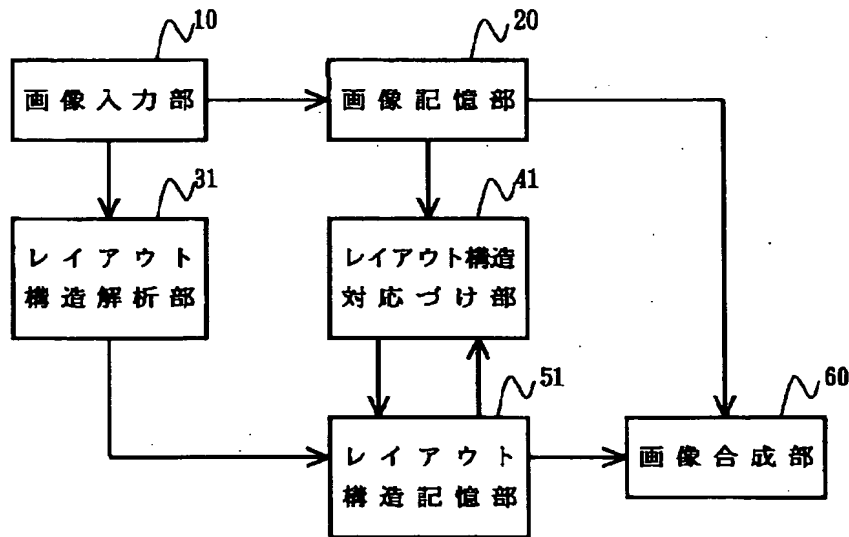 10
画像入力部
20
画像記憶部
31
レイアウト
構造解析部
41
レイアウト構造
対応づけ部
51
レイアウト
構造記憶部
60
画像合成部